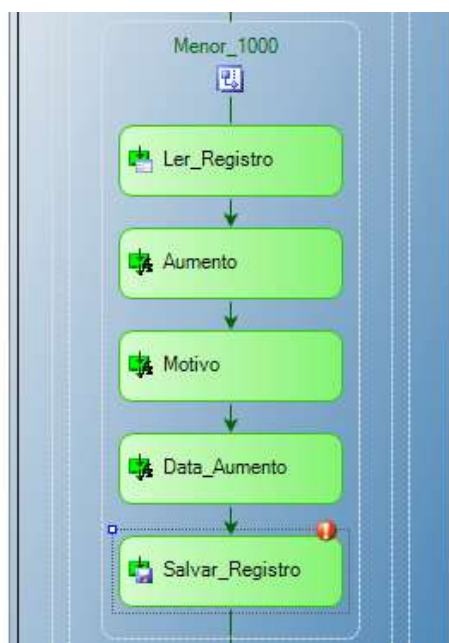 Menor_1000
Ler_Registro
Aumento
Motivo
Data_Aumento
Salvar_Registro